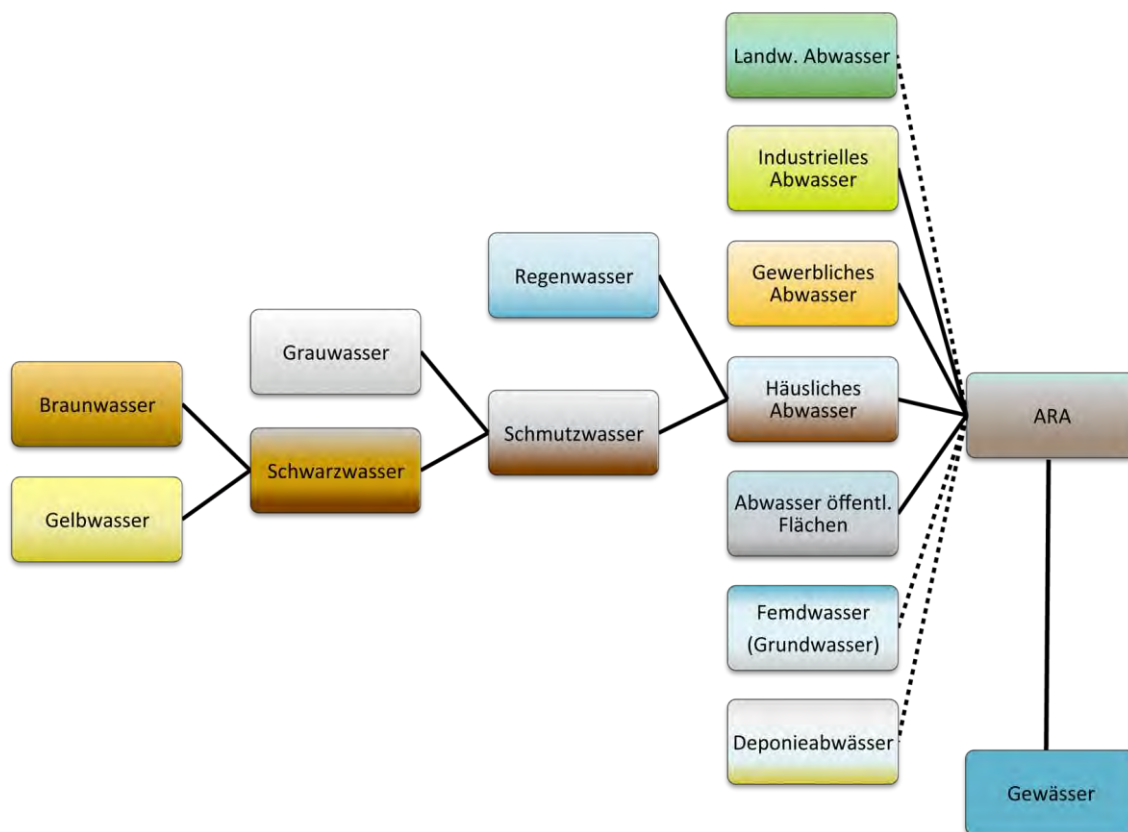 Landw. Abwasser
Industrielles
Abwasser
Gewerbliches
Abwasser
Regenwasser
Grauwasser
Braunwasser
Häusliches
Abwasser
ARA
Schmutzwasser
Schwarzwasser
Gelbwasser
Abwasser öffentl.
Flächen
Femdwasser
(Grundwasser)
Deponieabwässer
Gewässer